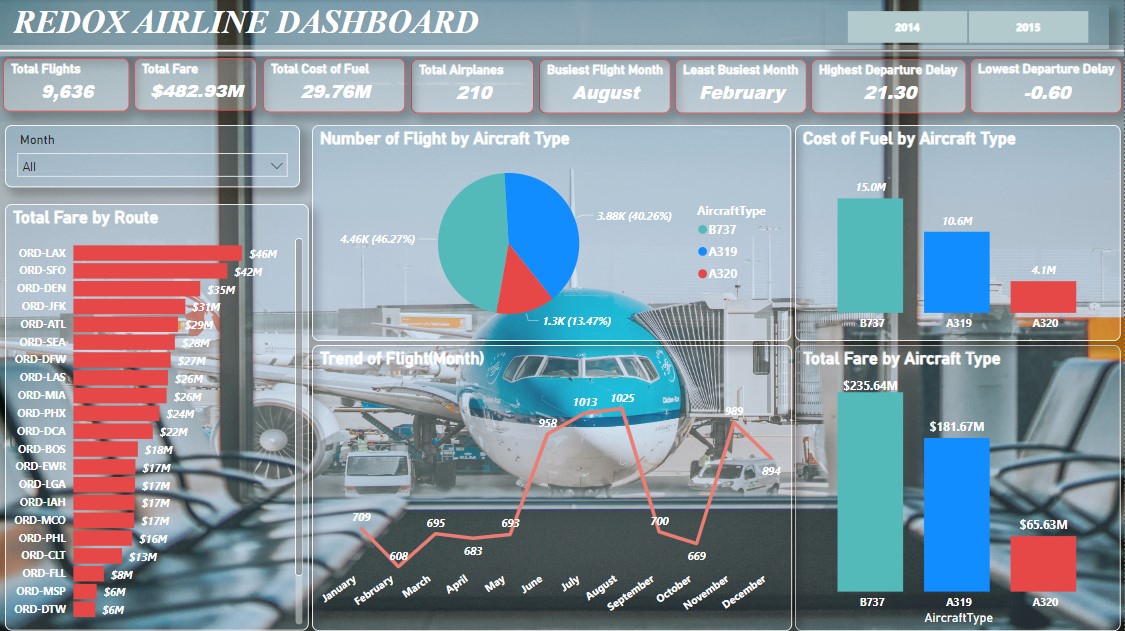 REDOX AIRLINE DASHBOARD
2014 2015
Total Flights
9,636
Total Fare
$482.93M
Total Cost of Fuel
29.76M
Total Airplanes
210
Busiest Flight Month
August
Least Busiest Month
February
Highest Departure Delay
21.30
Lowest Departure Delay
-0.60
Month
All
Total Fare by Route
ORD-LAX $46M
ORD-SFO $42M
ORD-DEN $35M
ORD-JFK $31M
ORD-ATL $29M
ORD-SEA $28M
ORD-DFW $27M
ORD-LAS $26M
ORD-MIA $26M
ORD-PHX $24M
ORD-DCA $22M
ORD-BOS $18M
ORD-EWR $17M
ORD-LGA $17M
ORD-IAH $17M
ORD-MCO $17M
ORD-PHL $16M
ORD-CLT $13M
ORD-FLL $8M
ORD-MSP $6M
ORD-DTW $6M
Number of Flight by Aircraft Type
4.46K (46.27%)
3.88K (40.26%)
1.3K (13.47%)
AircraftType
B737
A319
A320
Trend of Flight(Month)
709
608
695
683
693
958
1013
1025
700
669
989
894
January
February
March
April
May
June
July
August
September
October
November
December
Cost of Fuel by Aircraft Type
15.0M
10.6M
4.1M
B737 A319 A320
Total Fare by Aircraft Type
$235.64M
$181.67M
$65.63M
B737 A319 A320
AircraftType